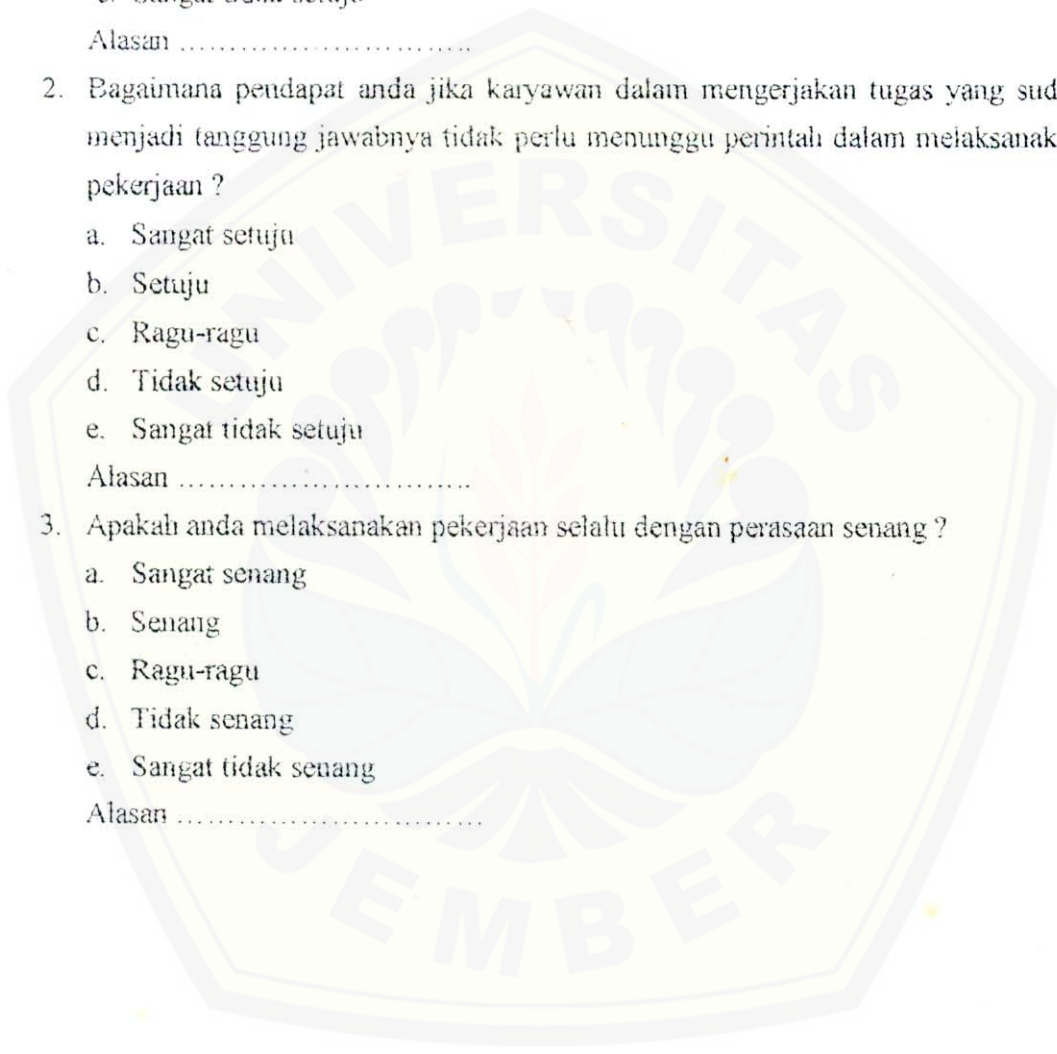 Alasan ..............................
2. Bagaimana pendapat anda jika karyawan dalam mengerjakan tugas yang sud
menjadi tanggung jawabnya tidak perlu menunggu perintah dalam melaksanak
pekerjaan ?
a. Sangat setuju
b. Setuju
c. Ragu-ragu
d. Tidak setuju
e. Sangat tidak setuju
Alasan ..............................
3. Apakah anda melaksanakan pekerjaan selalu dengan perasaan senang ?
a. Sangat senang
b. Senang
c. Ragu-ragu
d. Tidak senang
e. Sangat tidak senang
Alasan ...............................
UNIVERSITAS
JEMBER